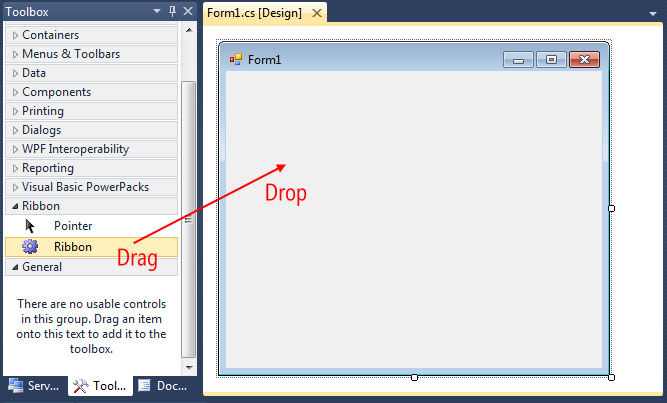 Toolbox
Containers
Menus & Toolbars
Data
Components
Printing
Dialogs
WPF Interoperability
Reporting
Visual Basic PowerPacks
Ribbon
Pointer
Ribbon
General
There are no usable controls
in this group. Drag an item
onto this text to add it to the
toolbox.
Serv...
Tool...
Doc...
Form1.cs [Design]
Form1
Drag
Drop